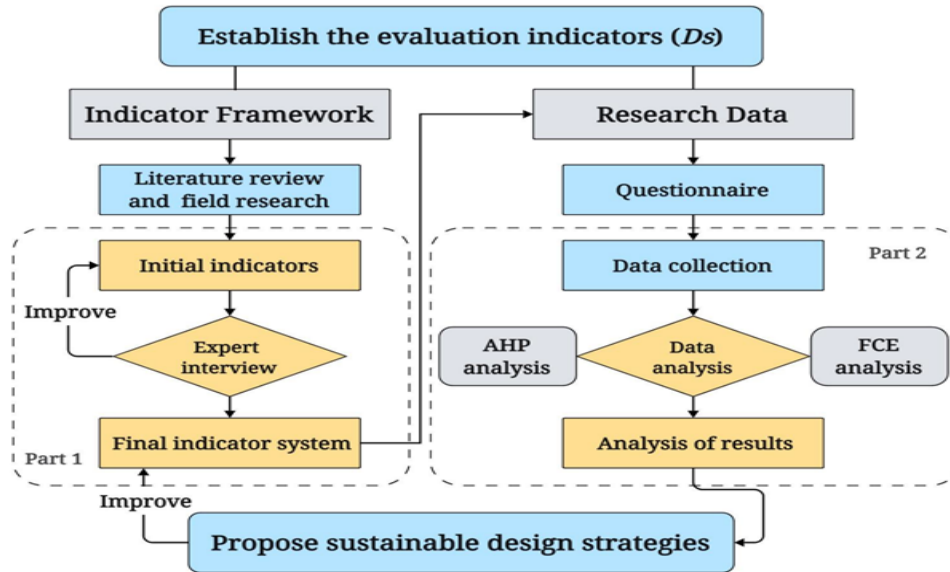 Establish the evaluation indicators (Ds)
Indicator Framework
Literature review
and field research
Initial indicators
Improve
Expert
interview
Final indicator system
Part 1
Improve
Research Data
Questionnaire
Part 2
Data collection
AHP
analysis
Data
analysis
FCE
analysis
Analysis of results
Propose sustainable design strategies